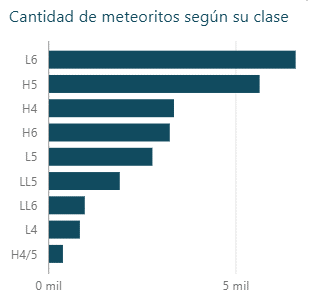 Cantidad de meteoritos según su clase
L6
H5
H4
H6
L5
LL5
LL6
L4
H4/5
0 mil
5 mil